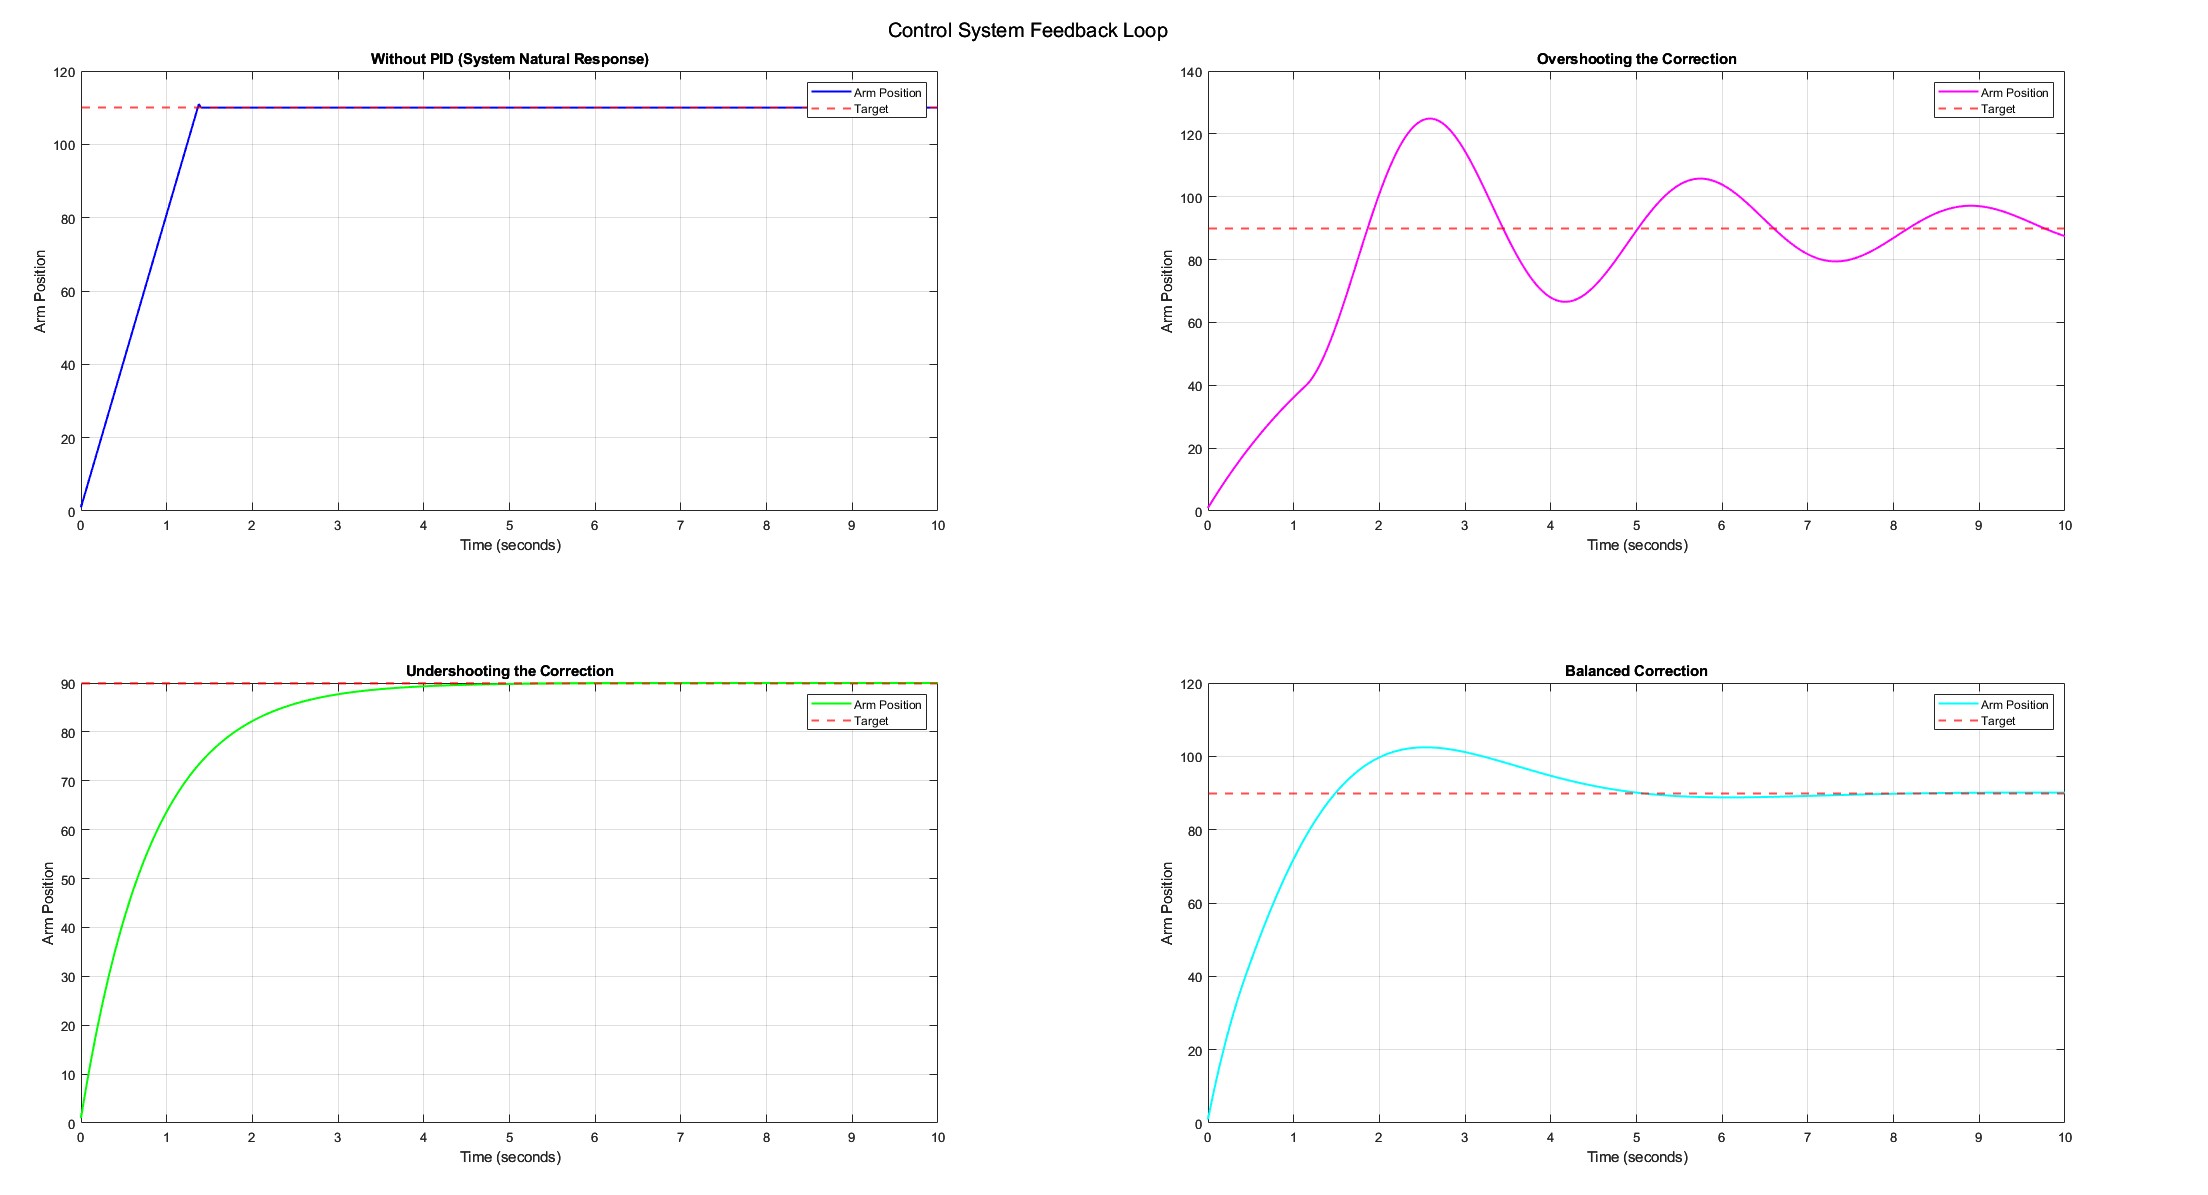 Control System Feedback Loop
Without PID (System Natural Response)
Arm Position
Target
120
100
80
60
40
20
0
Arm Position
0 1 2 3 4 5 6 7 8 9 10
Time (seconds)
Overshooting the Correction
Arm Position
Target
140
120
100
80
60
40
20
0
Arm Position
0 1 2 3 4 5 6 7 8 9 10
Time (seconds)
Undershooting the Correction
Arm Position
Target
90
80
70
60
50
40
30
20
10
0
Arm Position
0 1 2 3 4 5 6 7 8 9 10
Time (seconds)
Balanced Correction
Arm Position
Target
120
100
80
60
40
20
0
Arm Position
0 1 2 3 4 5 6 7 8 9 10
Time (seconds)